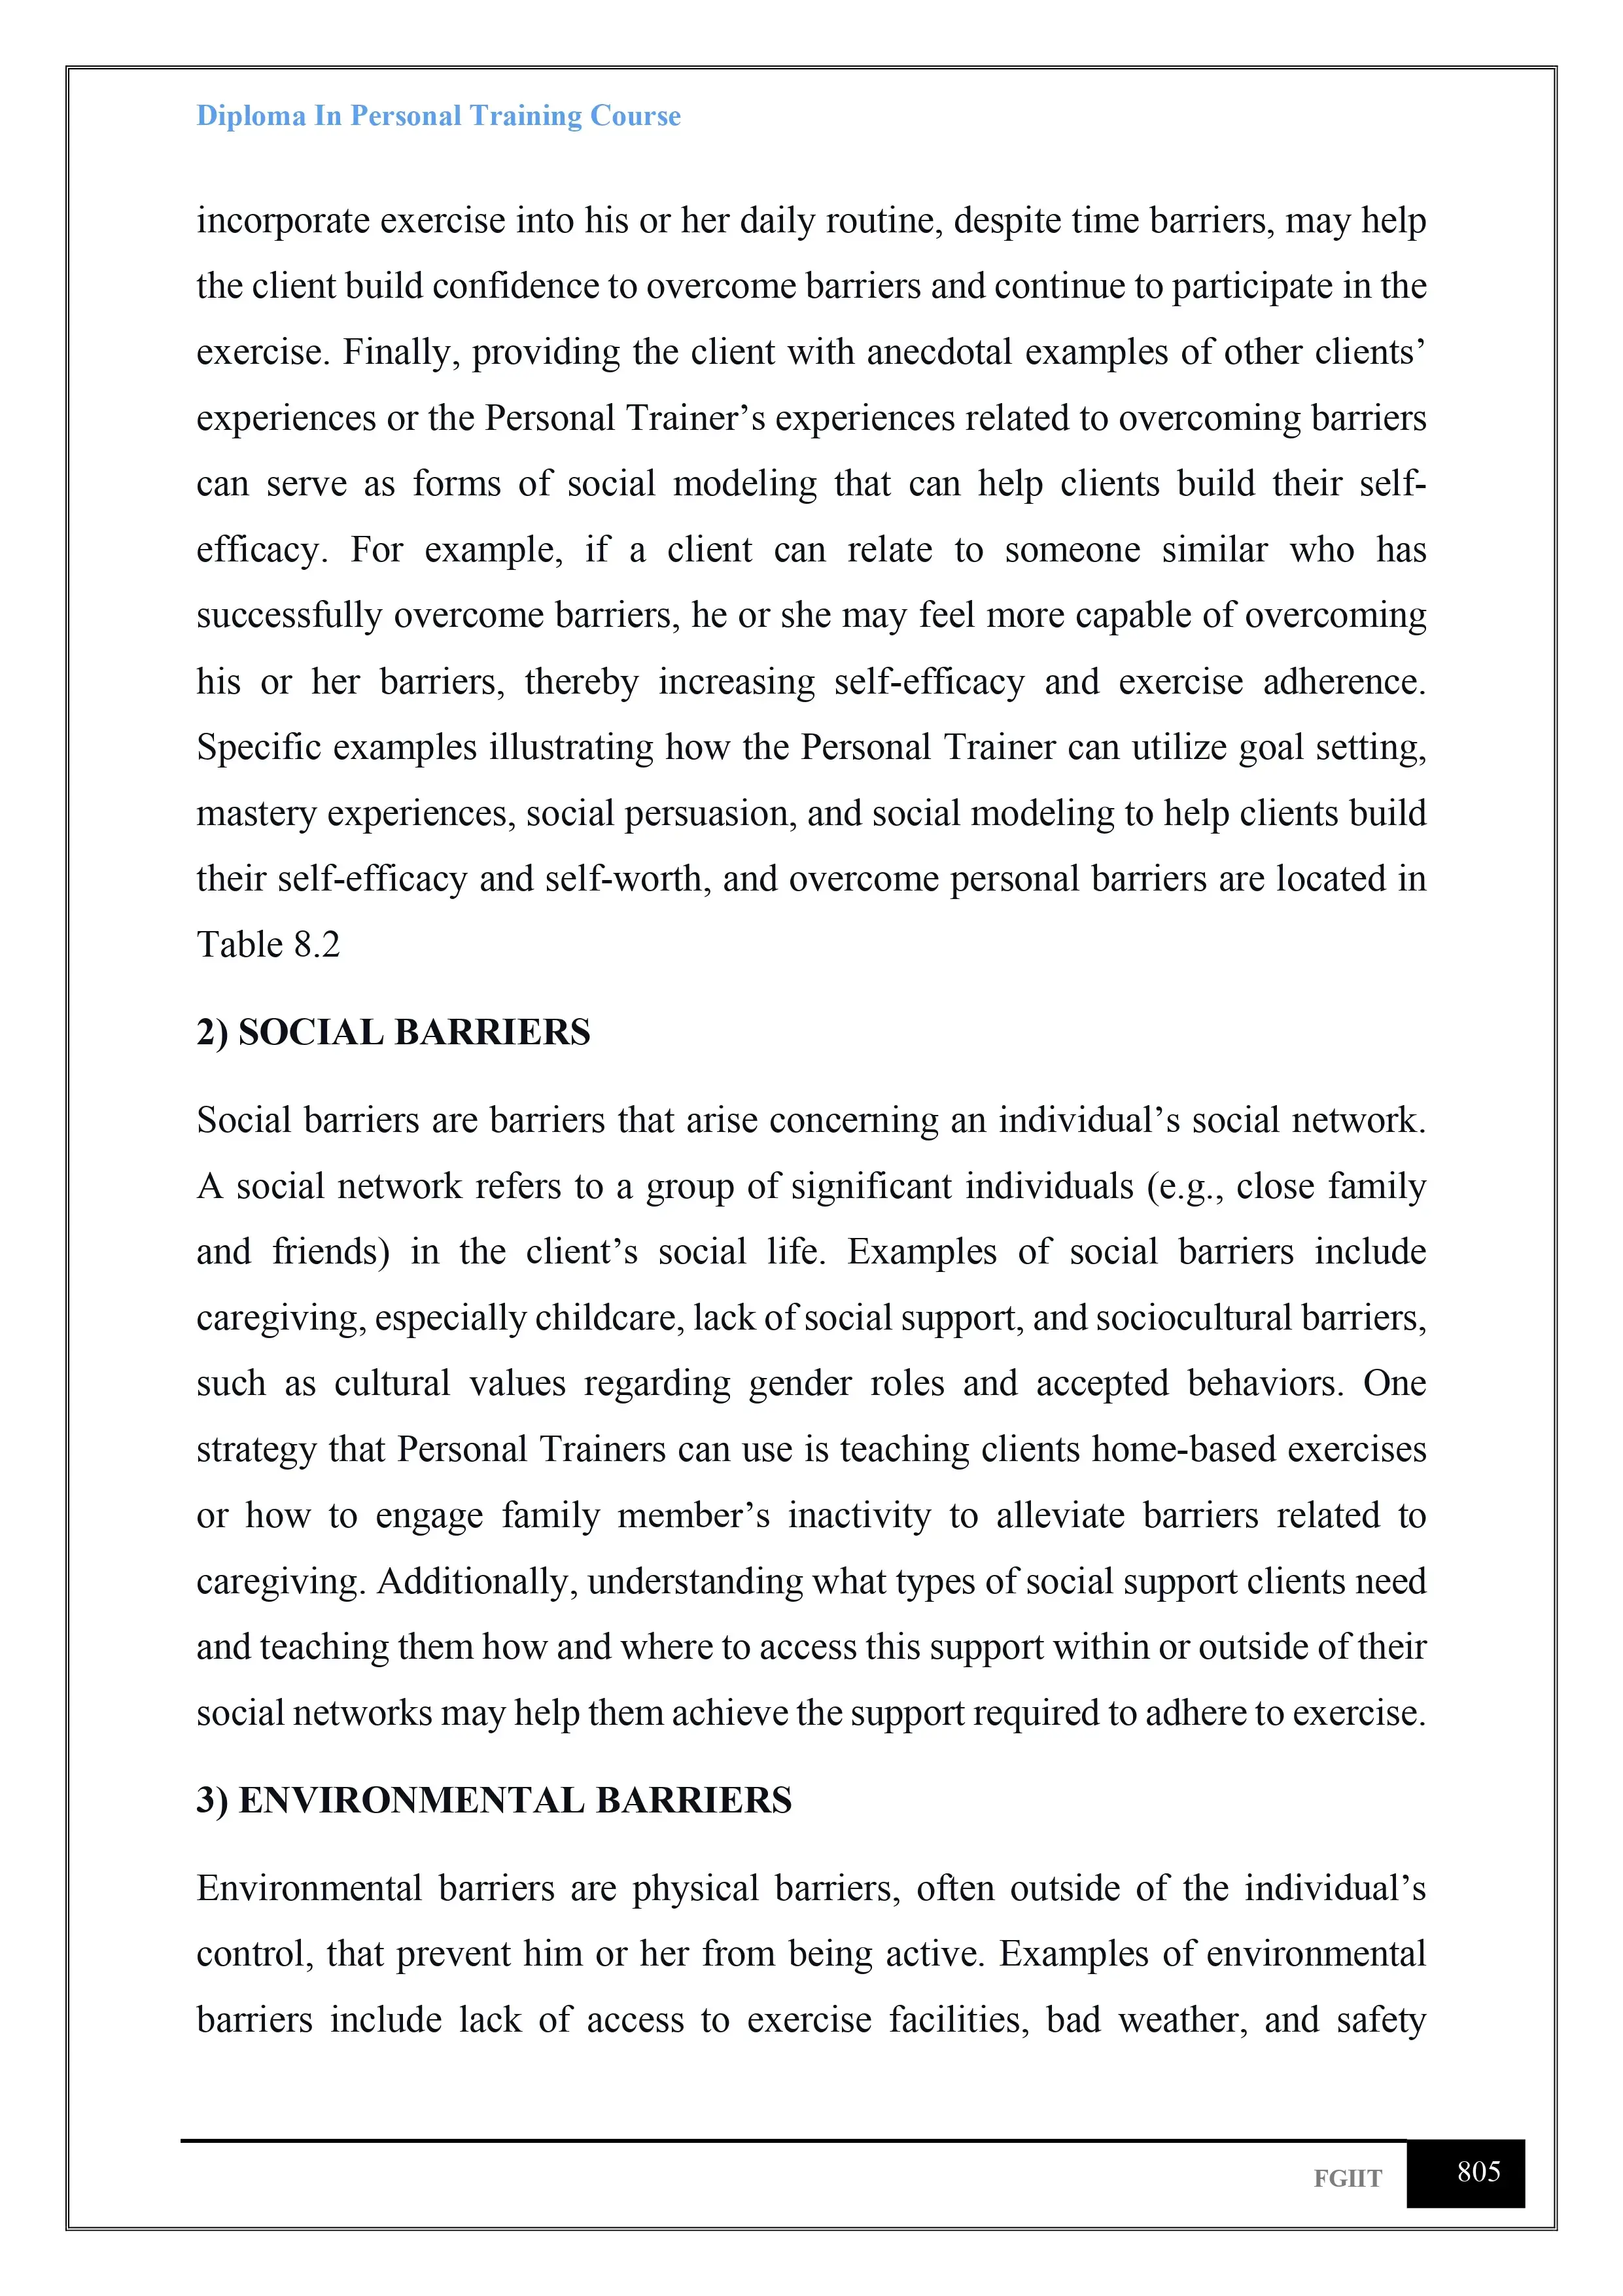 Diploma In Personal Training Course
incorporate exercise into his or her daily routine, despite time barriers, may help
the client build confidence to overcome barriers and continue to participate in the
exercise. Finally, providing the client with anecdotal examples of other clients’
experiences or the Personal Trainer’s experiences related to overcoming barriers
can serve as forms of social modeling that can help clients build their self-
efficacy. For example, if a client can relate to someone similar who has
successfully overcome barriers, he or she may feel more capable of overcoming
his or her barriers, thereby increasing self-efficacy and exercise adherence.
Specific examples illustrating how the Personal Trainer can utilize goal setting,
mastery experiences, social persuasion, and social modeling to help clients build
their self-efficacy and self-worth, and overcome personal barriers are located in
Table 8.2
2) SOCIAL BARRIERS
Social barriers are barriers that arise concerning an individual’s social network.
A social network refers to a group of significant individuals (e.g., close family
and friends) in the client’s social life. Examples of social barriers include
caregiving, especially childcare, lack of social support, and sociocultural barriers,
such as cultural values regarding gender roles and accepted behaviors. One
strategy that Personal Trainers can use is teaching clients home-based exercises
or how to engage family member’s inactivity to alleviate barriers related to
caregiving. Additionally, understanding what types of social support clients need
and teaching them how and where to access this support within or outside of their
social networks may help them achieve the support required to adhere to exercise.
3) ENVIRONMENTAL BARRIERS
Environmental barriers are physical barriers, often outside of the individual’s
control, that prevent him or her from being active. Examples of environmental
barriers include lack of access to exercise facilities, bad weather, and safety
FGIIT
805